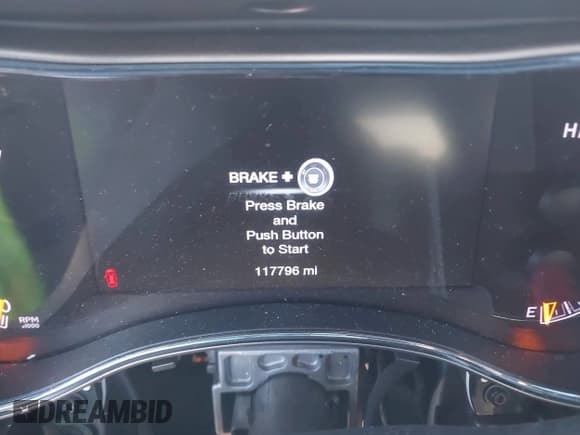 BRAKE +
Press Brake
and
Push Button
to Start
117796 mi
RPM
x1000
E
DREAMBID